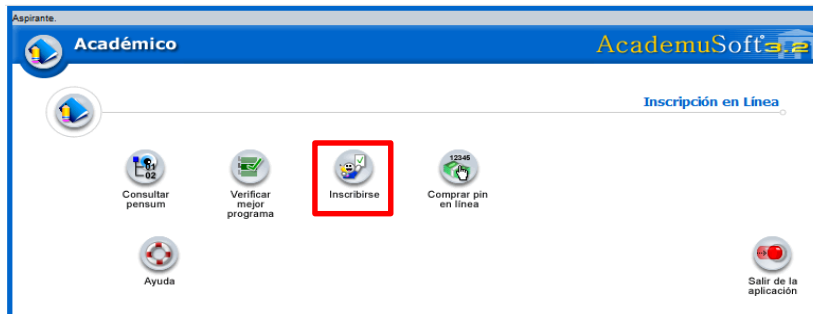 Aspirante.
Académico
AcademuSoft 3.2
Inscripción en Línea
01
02
12345
Consultar
pensum
Verificar
mejor
programa
Inscribirse
Comprar pin
en línea
Ayuda
Salir de la
aplicación